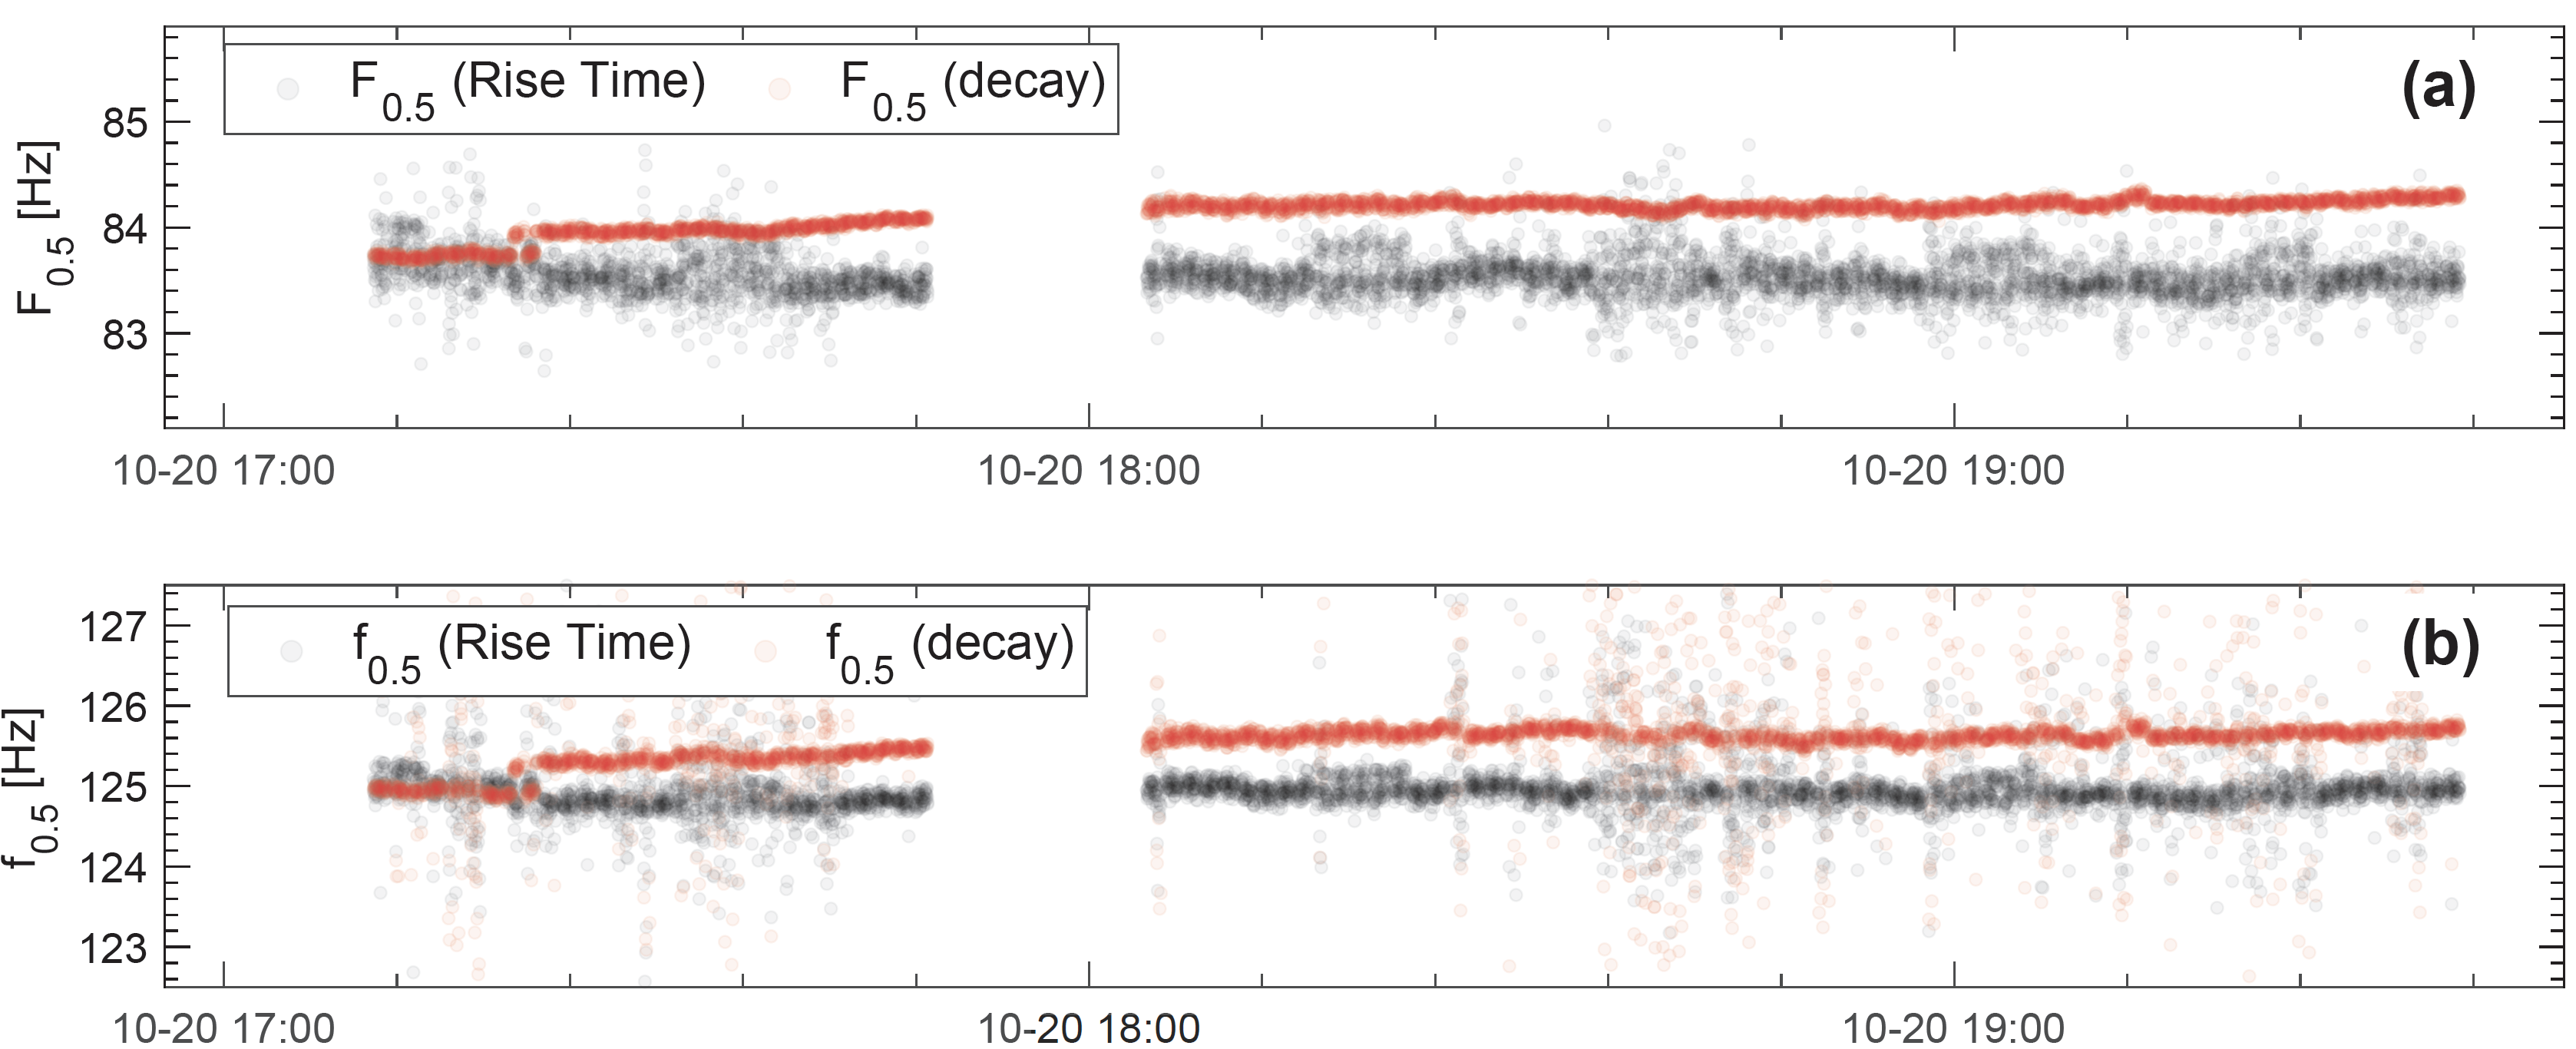 F0.5 (Rise Time) F0.5 (decay)
(a)
F0.5 [Hz]
85
84
83
10-20 17:00 10-20 18:00 10-20 19:00
f0.5 (Rise Time) f0.5 (decay)
(b)
f0.5 [Hz]
127
126
125
124
123
10-20 17:00 10-20 18:00 10-20 19:00